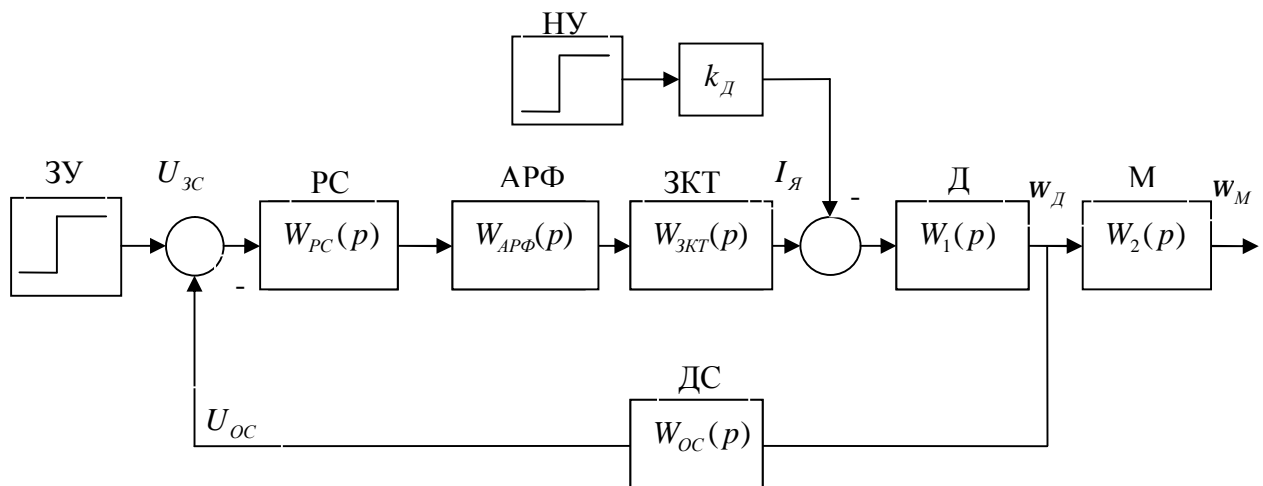 НУ
k_Д
ЗУ
U_ЗС
РС
АРФ
ЗКТ
I_Я
Д
w_Д
М
w_М
W_РС(p)
W_АРФ(p)
W_ЗКТ(p)
-
W_1(p)
W_2(p)
-
ДС
U_ОС
W_ОС(p)